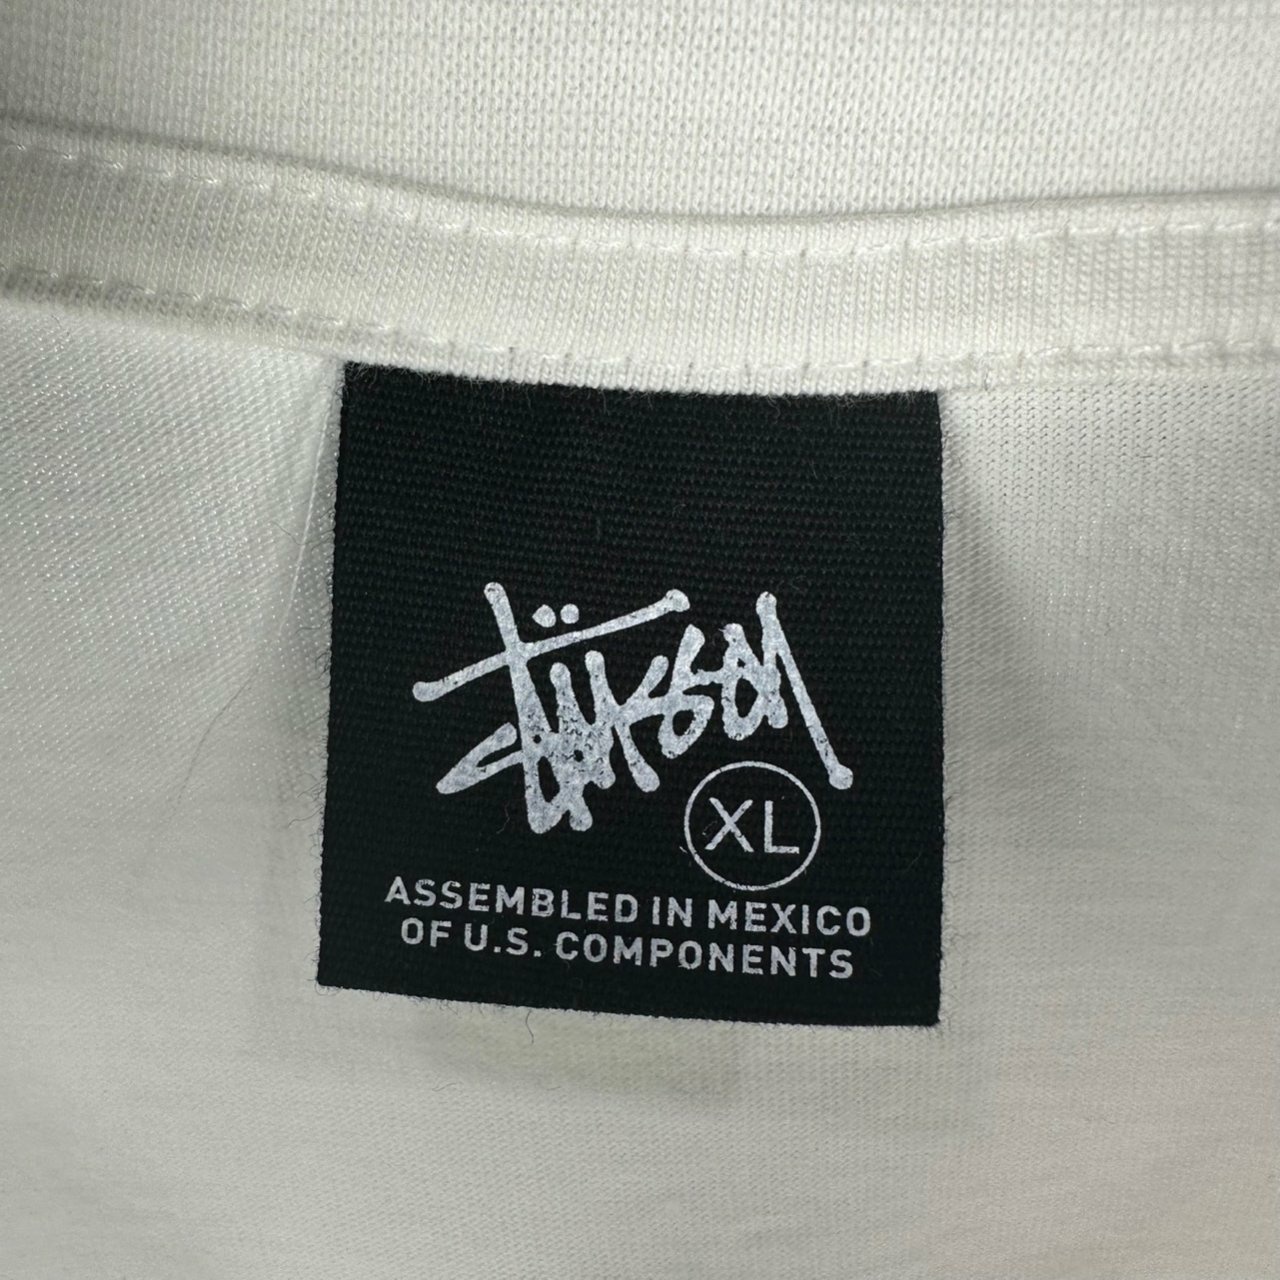 Stüssy
XL
ASSEMBLED IN MEXICO
OF U.S. COMPONENTS